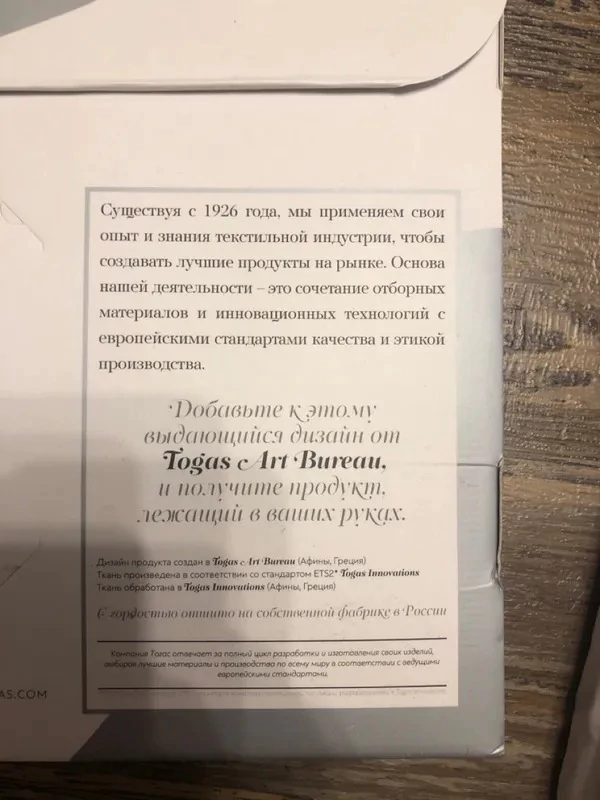 Существуя с 1926 года, мы применяем свои
опыт и знания текстильной индустрии, чтобы
создавать лучшие продукты на рынке. Основа
нашей деятельности – это сочетание отборных
материалов и инновационных технологий с
европейскими стандартами качества и этикой
производства.
Добавьте к этому
выдающийся дизайн от
Togas Art Bureau,
и получите продукт,
лежащий в ваших руках.
Дизайн продукта создан в Togas Art Bureau (Афины, Греция)
Ткань произведена в соответствии со стандартом ETS2* Togas Innovations
Ткань обработана в Togas Innovations (Афины, Греция)
С гордостью отшито на собственной фабрике в России
Компания Togас отвечает за полный цикл разработки и изготовления своих изделий,
выбирая лучшие материалы и производства по всему миру в соответствии с ведущими
европейскими стандартами.
AS.COM